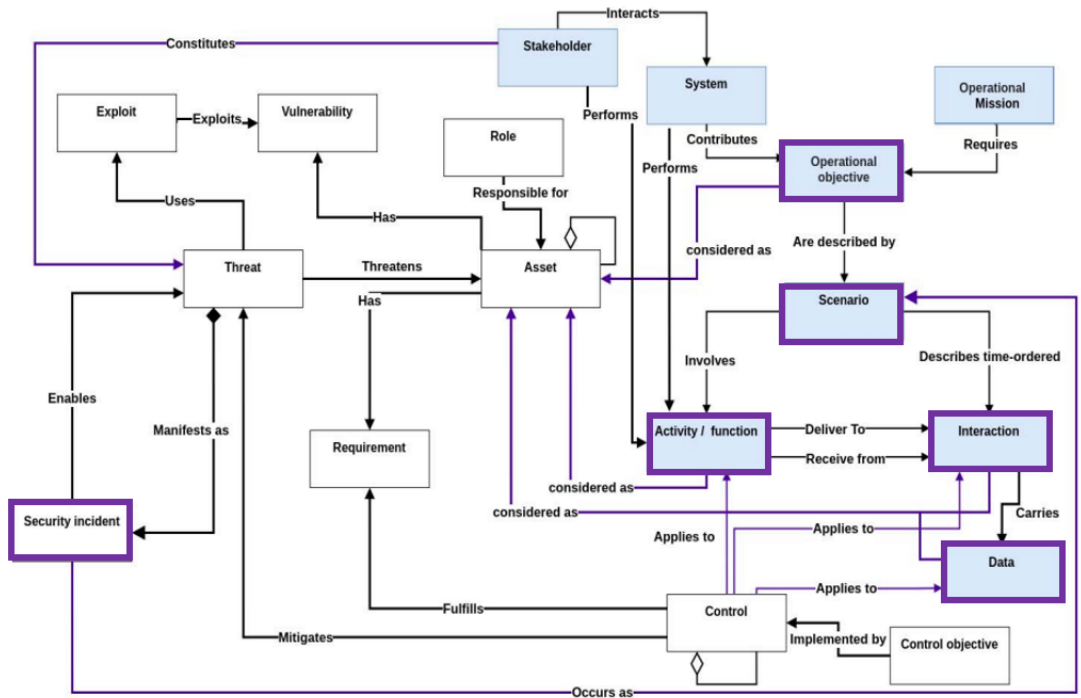 Interacts
Constitutes
Stakeholder
System
Operational
Mission
Exploit
Exploits
Vulnerability
Performs
Role
Contributes
Requires
Performs
Operational
objective
Responsible for
Uses
Has
considered as
Are described by
Threat
Threatens
Asset
Has
Scenario
Involves
Describes time-ordered
Enables
Manifests as
Requirement
Activity / function
Deliver To
Interaction
Receive from
considered as
considered as
Security incident
Carries
Applies to
Applies to
Data
Applies to
Fulfills
Control
Mitigates
Implemented by
Control objective
Occurs as